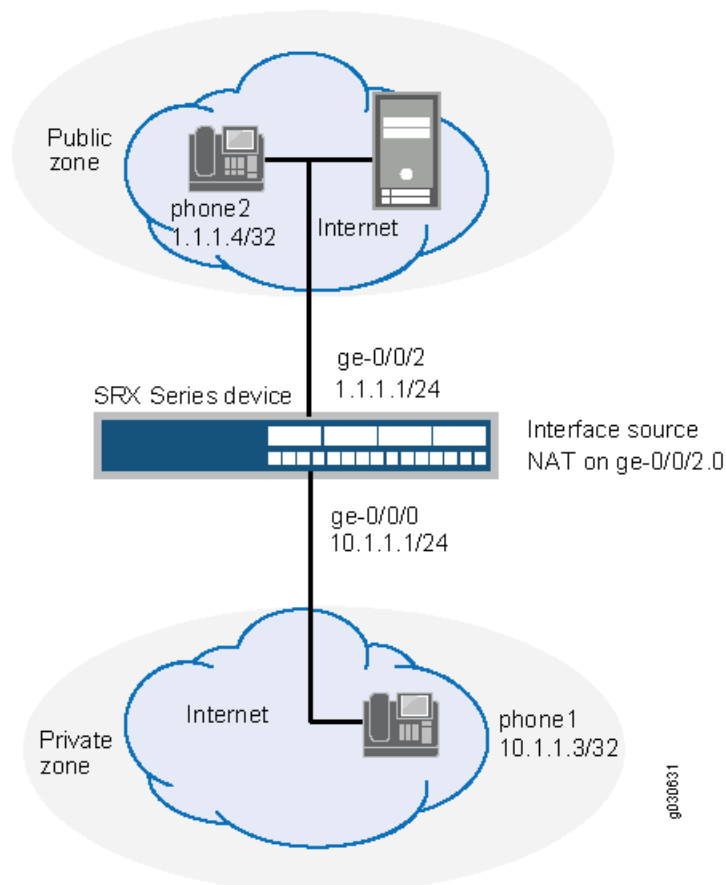 Public
zone
phone2
1.1.1.4/32
Internet
ge-0/0/2
1.1.1.1/24
SRX Series device
Interface source
NAT on ge-0/0/2.0
ge-0/0/0
10.1.1.1/24
Internet
phone1
10.1.1.3/32
Private
zone
g030631